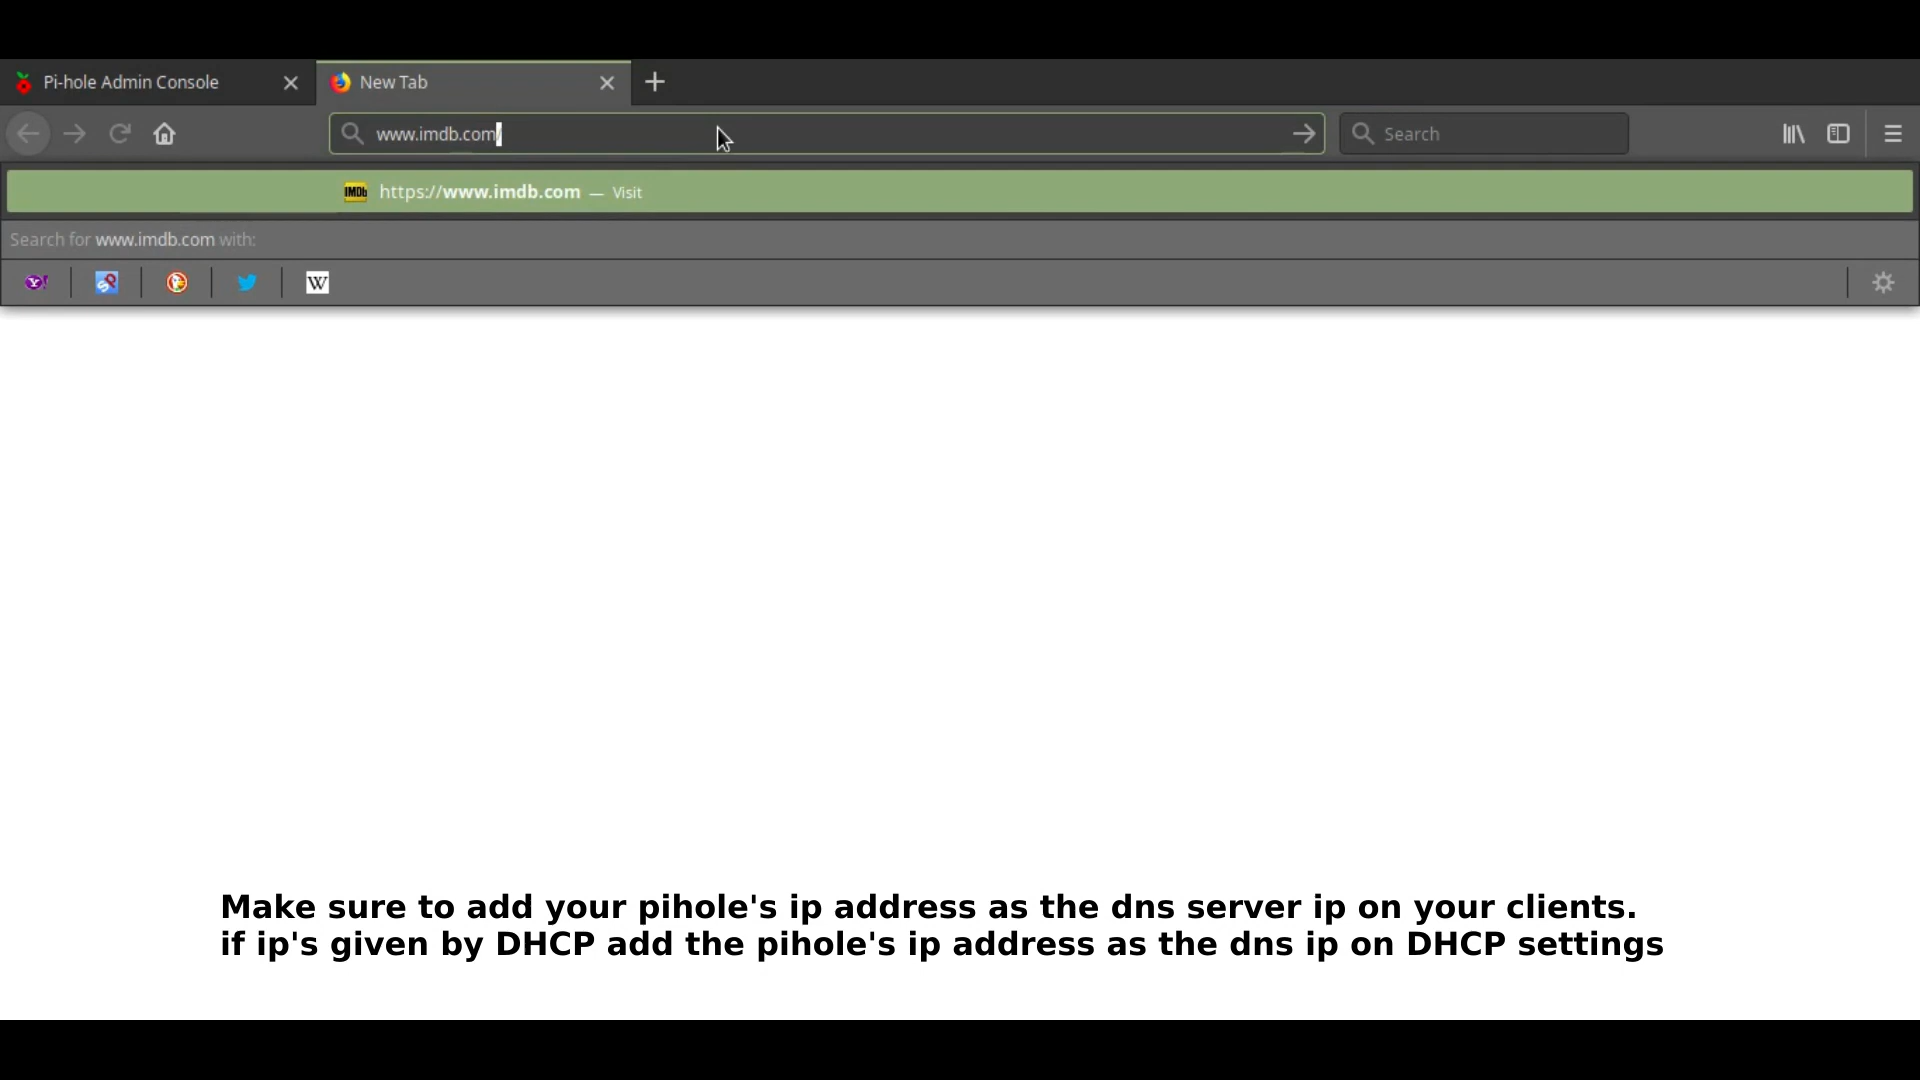 Pi-hole Admin Console
New Tab
www.imdb.com/
Search
IMDb https://www.imdb.com — Visit
Search for www.imdb.com with:
Y!
W
Make sure to add your pihole's ip address as the dns server ip on your clients.
if ip's given by DHCP add the pihole's ip address as the dns ip on DHCP settings